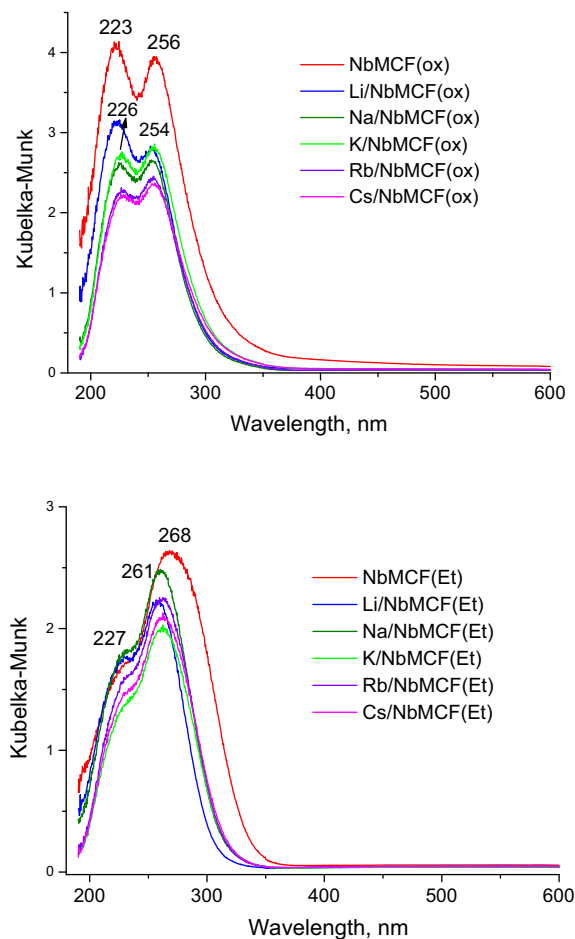 223
256
226
254
4
3
2
1
0
Kubelka-Munk
NbMCF(ox)
Li/NbMCF(ox)
Na/NbMCF(ox)
K/NbMCF(ox)
Rb/NbMCF(ox)
Cs/NbMCF(ox)
200 300 400 500 600
Wavelength, nm
3
2
1
0
Kubelka-Munk
268
261
227
NbMCF(Et)
Li/NbMCF(Et)
Na/NbMCF(Et)
K/NbMCF(Et)
Rb/NbMCF(Et)
Cs/NbMCF(Et)
200 300 400 500 600
Wavelength, nm